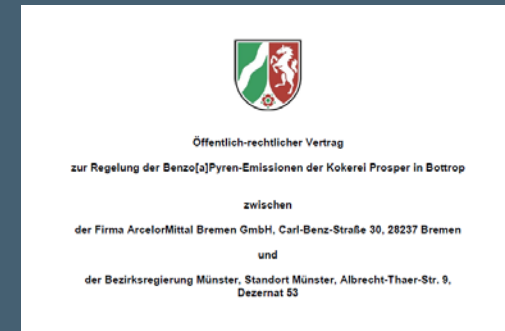 Öffentlich-rechtlicher Vertrag
zur Regelung der Benzo[a]Pyren-Emissionen der Kokerei Prosper in Bottrop
zwischen
der Firma ArcelorMittal Bremen GmbH, Carl-Benz-Straße 30, 28237 Bremen
und
der Bezirksregierung Münster, Standort Münster, Albrecht-Thaer-Str. 9,
Dezernat 53